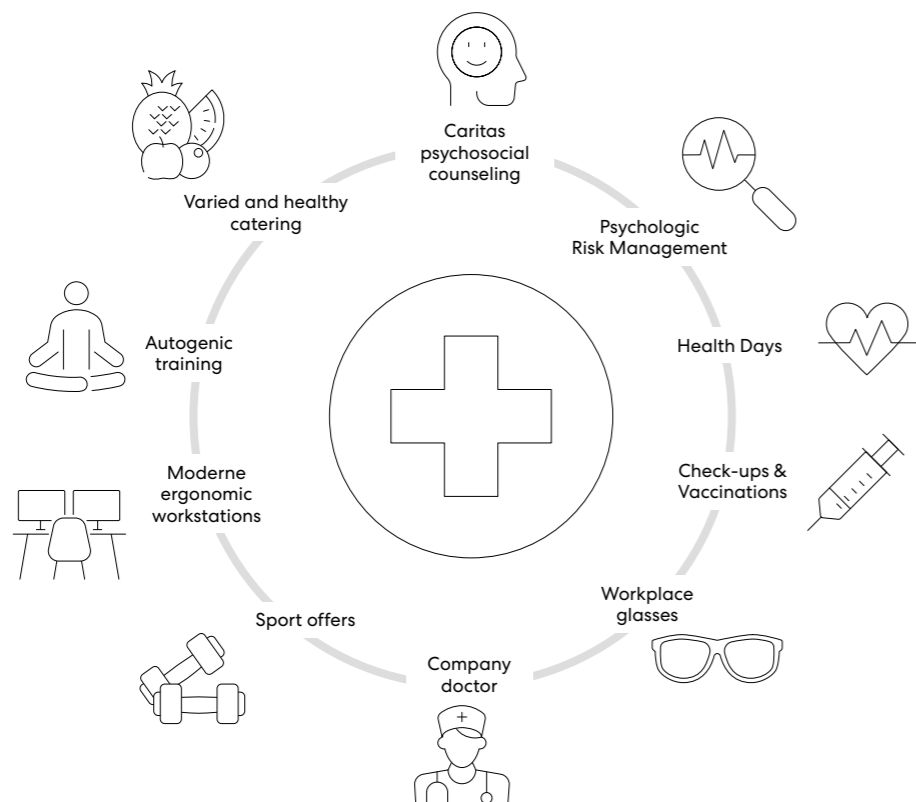 Caritas
psychosocial
counseling
Psychologic
Risk Management
Health Days
Check-ups &
Vaccinations
Workplace
glasses
Company
doctor
Sport offers
Moderne
ergonomic
workstations
Autogenic
training
Varied and healthy
catering